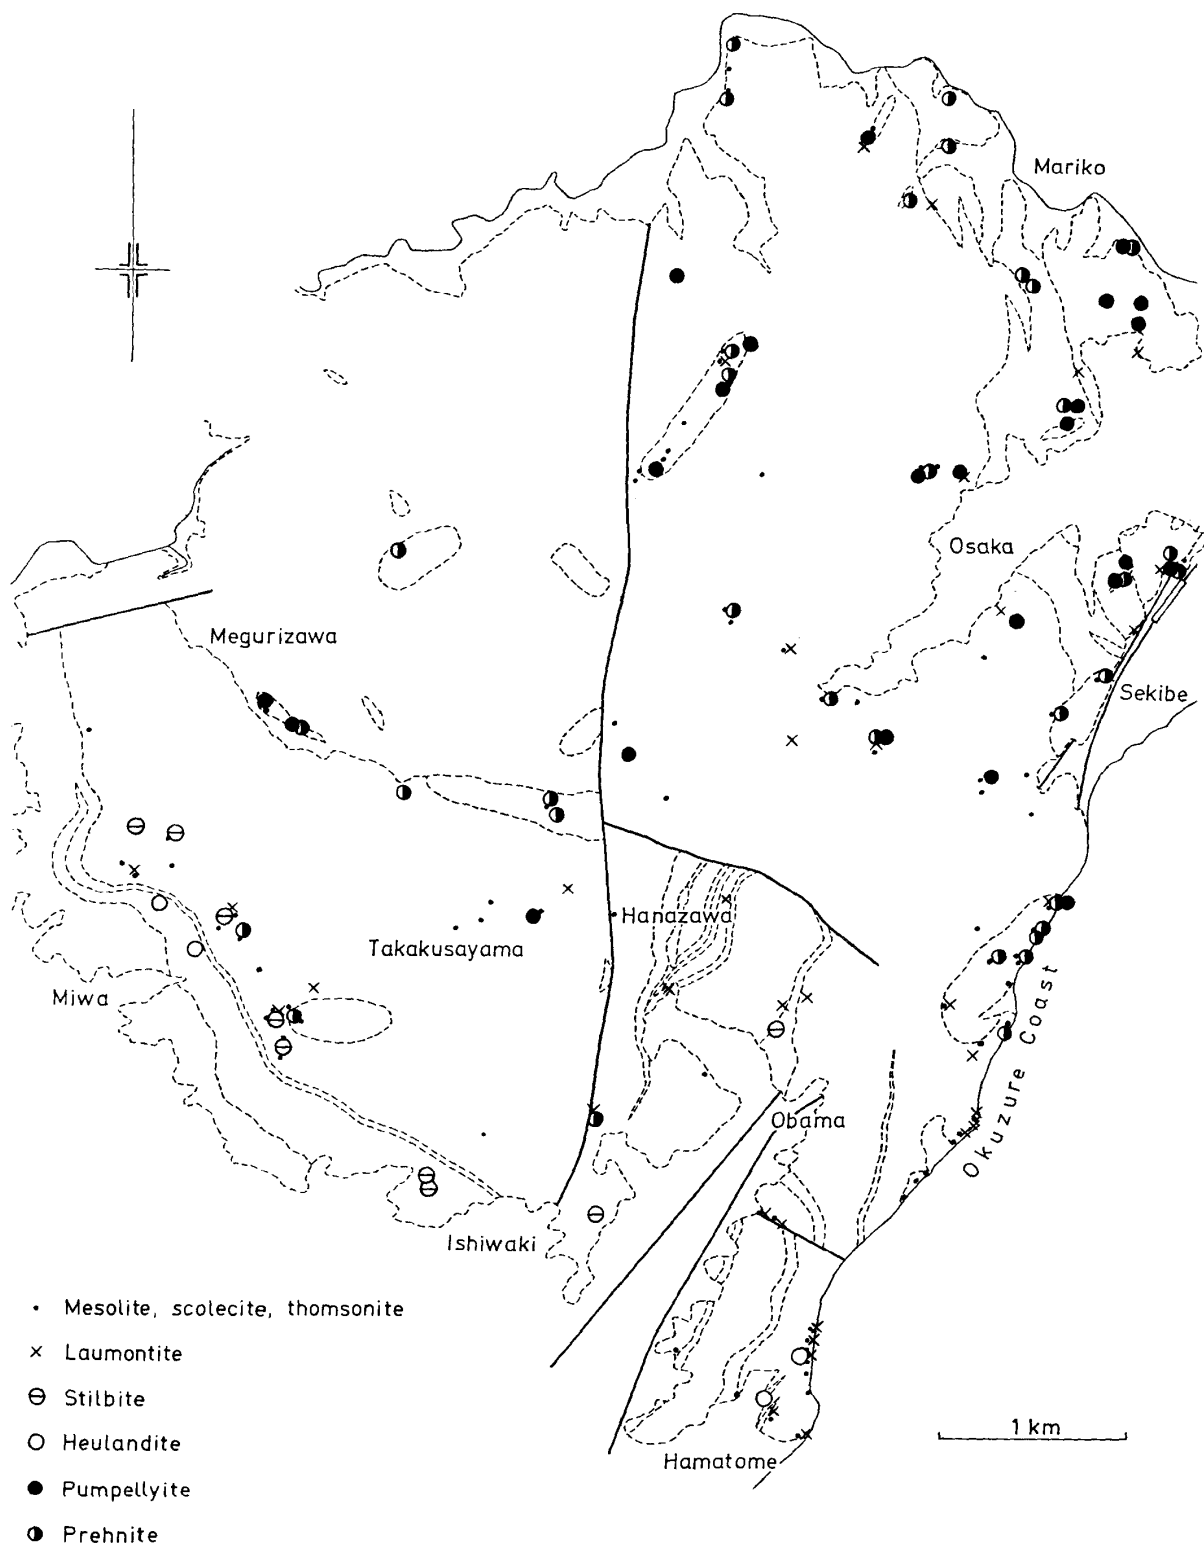 Mariko
Osaka
Megurizawa
Sekibe
Hanazawa
Takakusayama
Miwa
Okuzure Coast
Obama
Ishiwaki
Hamatome
1 km
Mesolite, scolecite, thomsonite
Laumontite
Stilbite
Heulandite
Pumpellyite
Prehnite